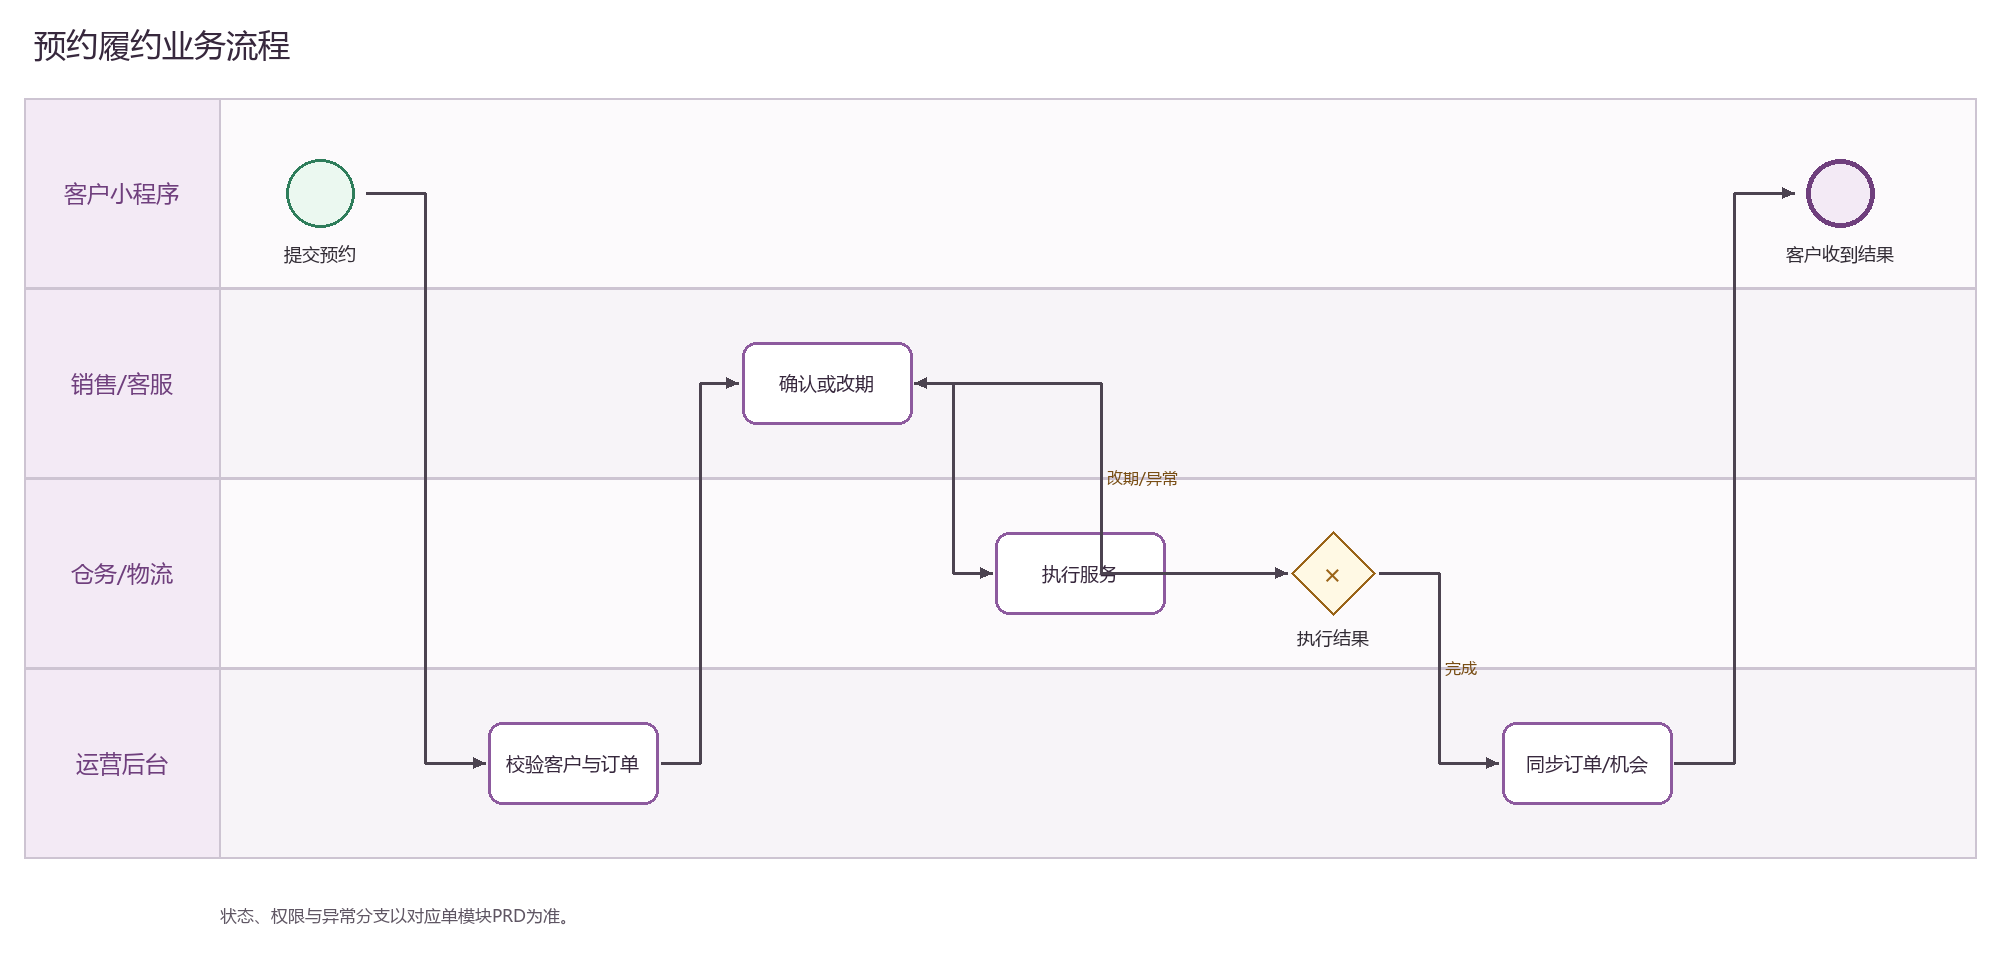 预约履约业务流程
客户小程序
提交预约
客户收到结果
销售/客服
确认或改期
改期/异常
仓务/物流
执行服务
×
执行结果
完成
运营后台
校验客户与订单
同步订单/机会
状态、权限与异常分支以对应单模块PRD为准。